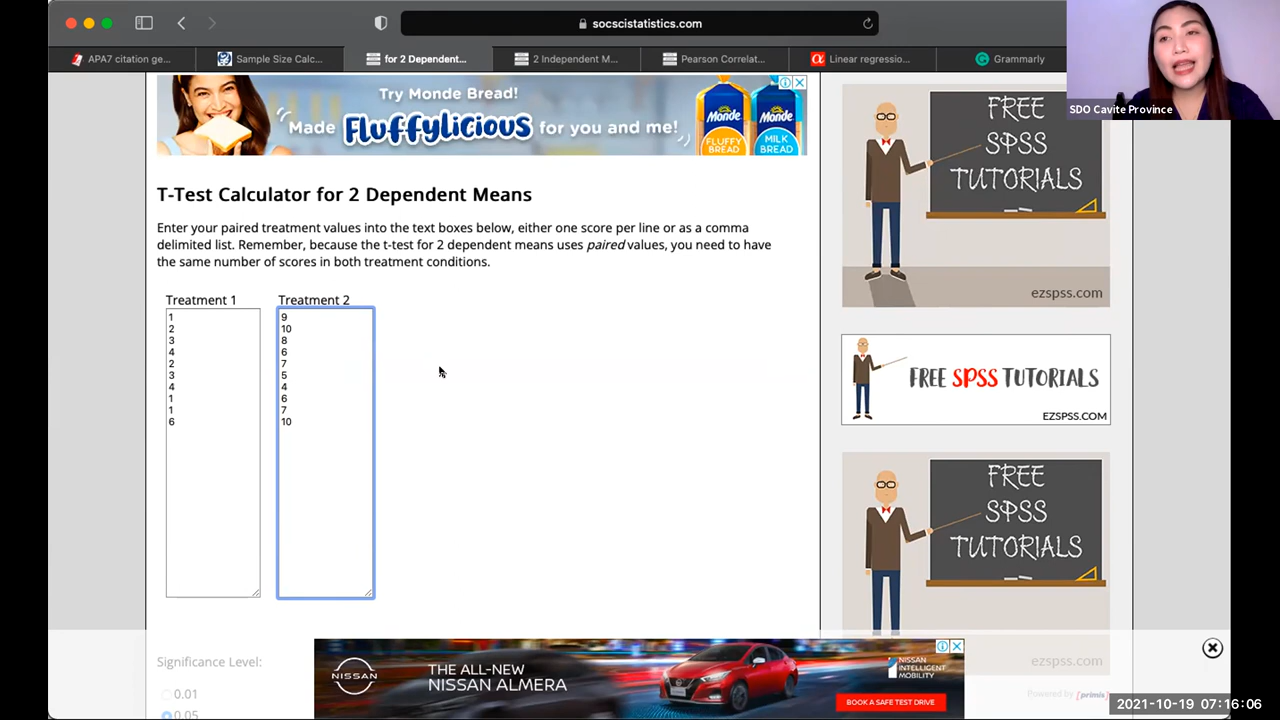 socscistatistics.com
APA7 citation ge...
Sample Size Calc...
for 2 Dependent...
2 Independent M...
Pearson Correlat...
Linear regressio...
Grammarly
SDO Cavite Province
Try Monde Bread!
Made Fluffylicious for you and me!
Monde
FLUFFY
BREAD
Monde
MILK
BREAD
T-Test Calculator for 2 Dependent Means
Enter your paired treatment values into the text boxes below, either one score per line or as a comma
delimited list. Remember, because the t-test for 2 dependent means uses paired values, you need to have
the same number of scores in both treatment conditions.
Treatment 1
1
2
3
4
2
3
4
1
1
6
Treatment 2
9
10
8
6
7
5
4
6
7
10
FREE
SPSS
TUTORIALS
ezspss.com
FREE SPSS TUTORIALS
EZSPSS.COM
FREE
SPSS
TUTORIALS
ezspss.com
Significance Level:
0.01
0.05
NISSAN
THE ALL-NEW
NISSAN ALMERA
NISSAN
INTELLIGENT
MOBILITY
BOOK A SAFE TEST DRIVE
Powered by [primis]
2021-10-19 07:16:06